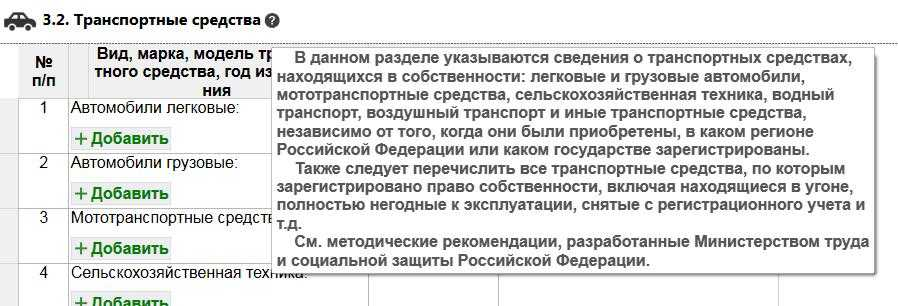 3.2. Транспортные средства ?
№
п/п
Вид, марка, модель тр
тного средства, год из
ния
В данном разделе указываются сведения о транспортных средствах,
находящихся в собственности: легковые и грузовые автомобили,
мототранспортные средства, сельскохозяйственная техника, водный
транспорт, воздушный транспорт и иные транспортные средства,
независимо от того, когда они были приобретены, в каком регионе
Российской Федерации или каком государстве зарегистрированы.
Также следует перечислить все транспортные средства, по которым
зарегистрировано право собственности, включая находящиеся в угоне,
полностью негодные к эксплуатации, снятые с регистрационного учета и
т.д.
См. методические рекомендации, разработанные Министерством труда
и социальной защиты Российской Федерации.
1 Автомобили легковые:
+ Добавить
2 Автомобили грузовые:
+ Добавить
3 Мототранспортные средств
+ Добавить
4 Сельскохозяйственная техника:
+ Добавить